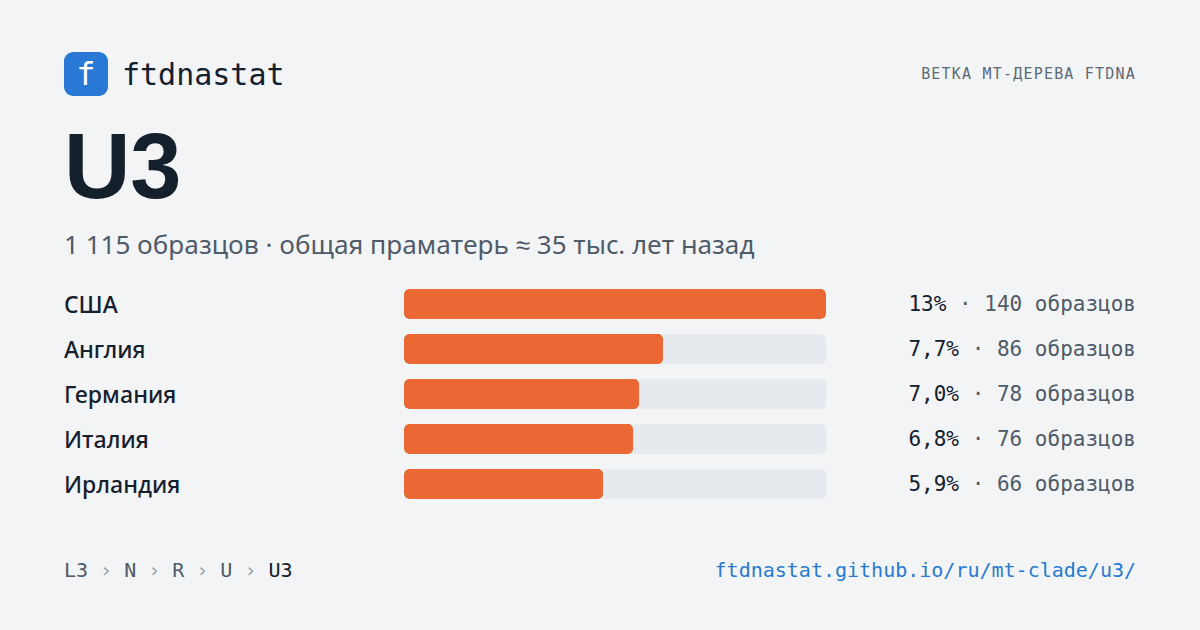 f ftdnastat
ВЕТКА МТ-ДЕРЕВА FTDNA
U3
1 115 образцов · общая праматерь ≈ 35 тыс. лет назад
США 13% · 140 образцов
Англия 7,7% · 86 образцов
Германия 7,0% · 78 образцов
Италия 6,8% · 76 образцов
Ирландия 5,9% · 66 образцов
L3 › N › R › U › U3
ftdnastat.github.io/ru/mt-clade/u3/